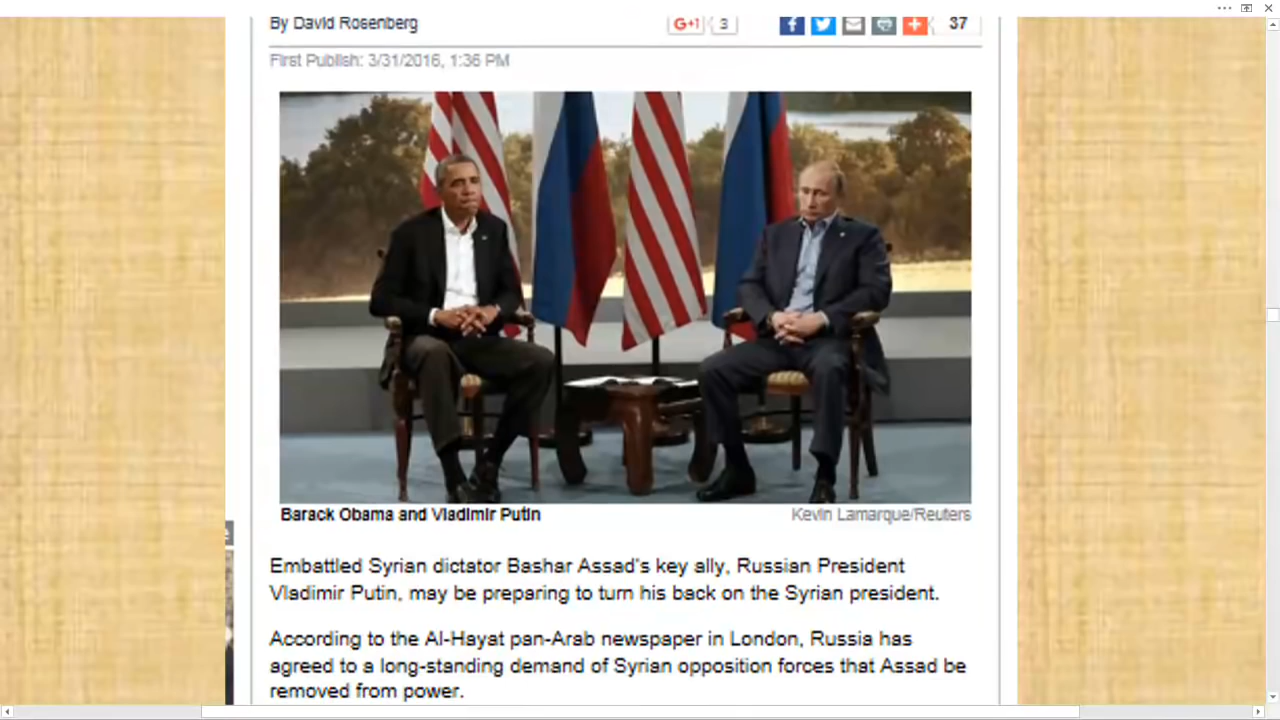 By David Rosenberg
G+1 3
37
First Publish: 3/31/2016, 1:36 PM
Barack Obama and Vladimir Putin
Kevin Lamarque/Reuters
Embattled Syrian dictator Bashar Assad's key ally, Russian President
Vladimir Putin, may be preparing to turn his back on the Syrian president.
According to the Al-Hayat pan-Arab newspaper in London, Russia has
agreed to a long-standing demand of Syrian opposition forces that Assad be
removed from power.